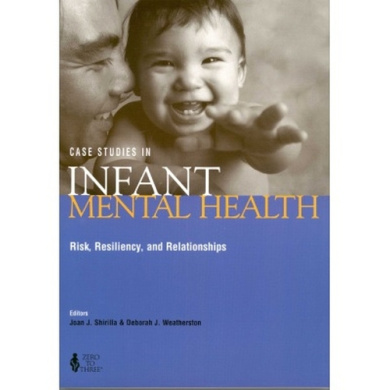 CASE STUDIES IN
INFANT
MENTAL HEALTH
Risk, Resiliency, and Relationships
Editors
Joan J. Shirilla & Deborah J. Weatherston
ZERO
TO
THREE